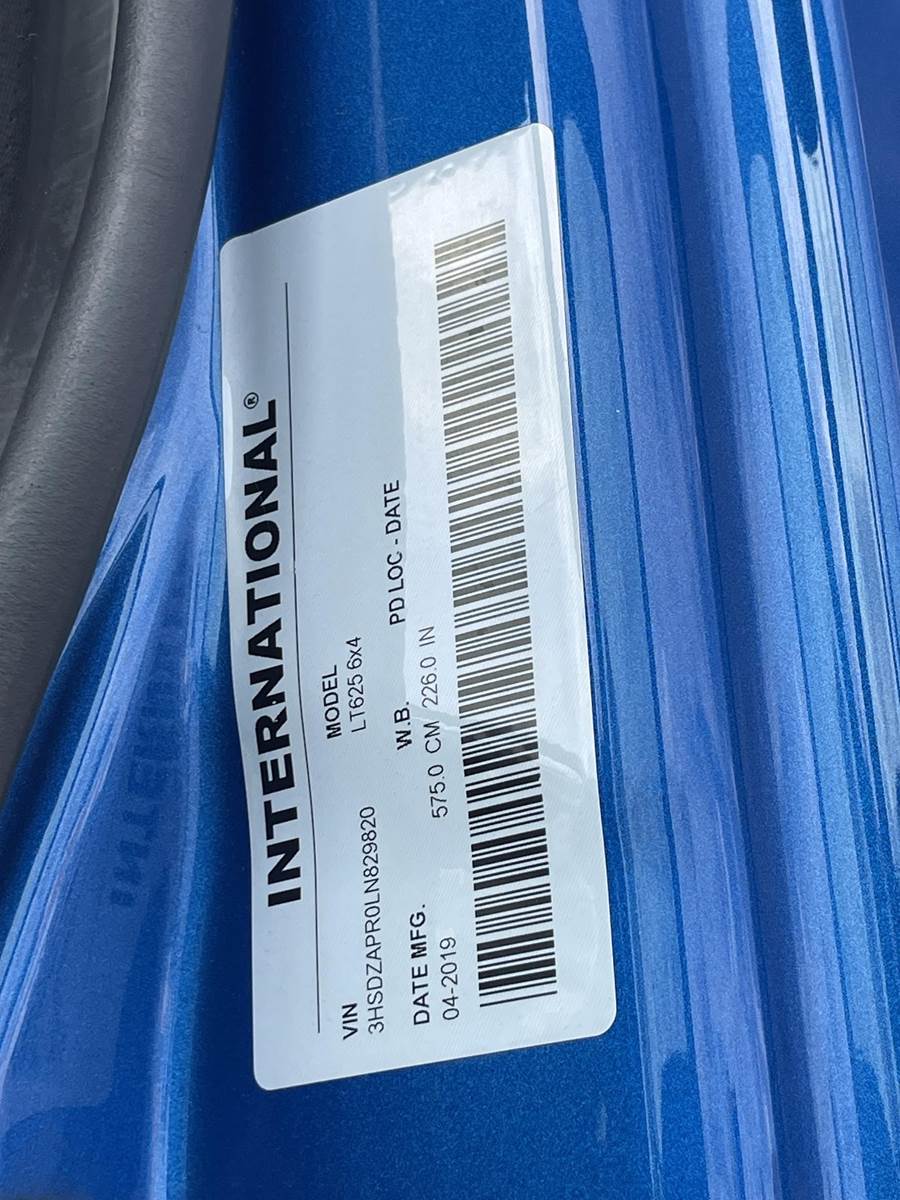 INTERNATIONAL®
VIN MODEL
3HSDZAPR0LN829820 LT625 6x4
DATE MFG. W.B. PD LOC - DATE
04-2019 575.0 CM 226.0 IN